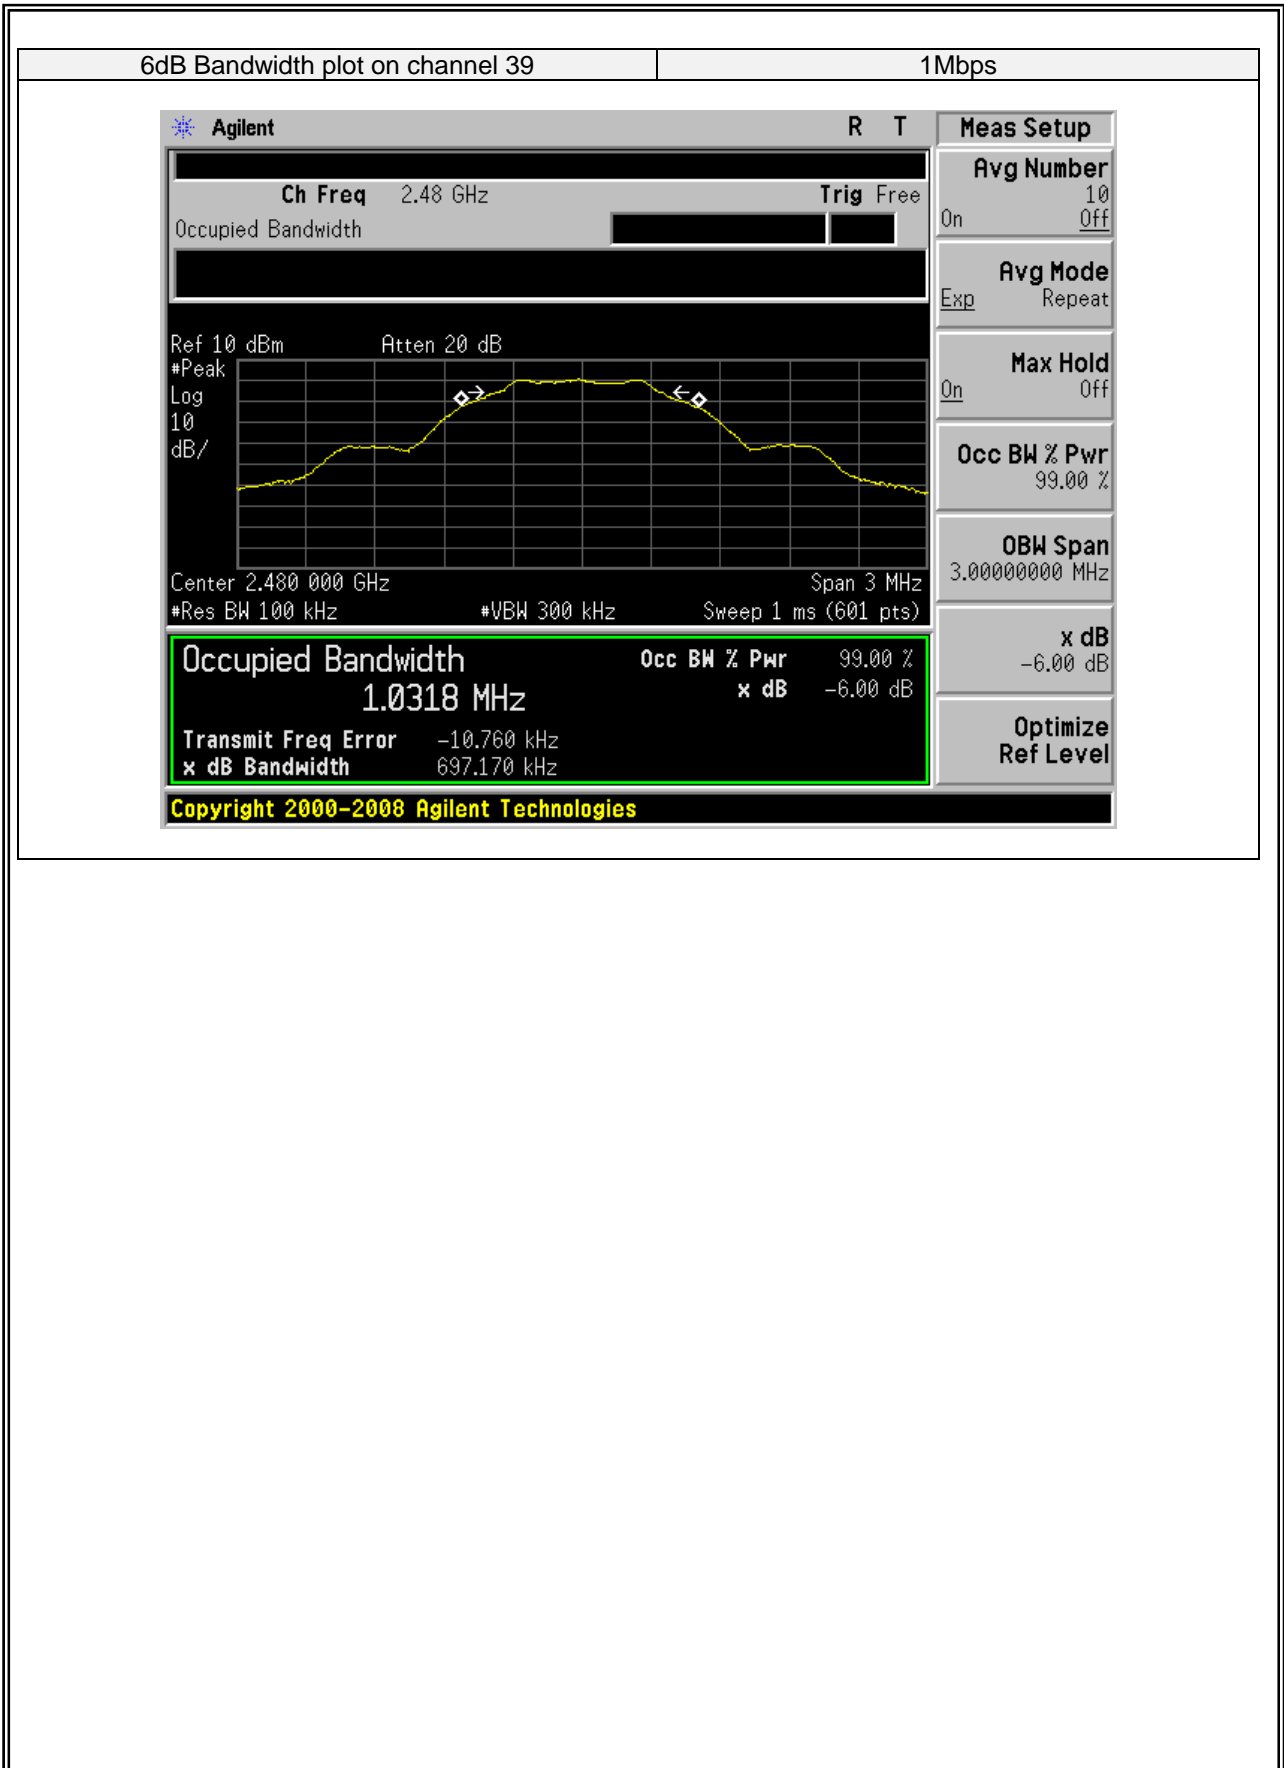 6dB Bandwidth plot on channel 39 1Mbps
Agilent R T
Ch Freq 2.48 GHz Trig Free
Occupied Bandwidth
Ref 10 dBm Atten 20 dB
#Peak
Log
10
dB/
Center 2.480 000 GHz Span 3 MHz
#Res BW 100 kHz #VBW 300 kHz Sweep 1 ms (601 pts)
Occupied Bandwidth Occ BW % Pwr 99.00 %
1.0318 MHz x dB -6.00 dB
Transmit Freq Error -10.760 kHz
x dB Bandwidth 697.170 kHz
Copyright 2000-2008 Agilent Technologies
Meas Setup
Avg Number
10
On Off
Avg Mode
Exp Repeat
Max Hold
On Off
Occ BW % Pwr
99.00 %
OBW Span
3.00000000 MHz
x dB
-6.00 dB
Optimize
Ref Level